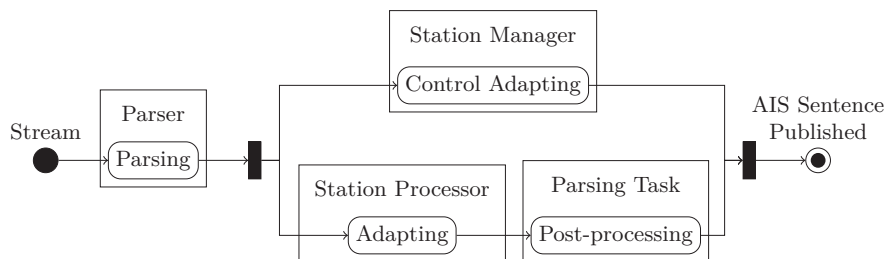 Stream
Parser
Parsing
Station Manager
Control Adapting
Station Processor
Adapting
Parsing Task
Post-processing
AIS Sentence
Published